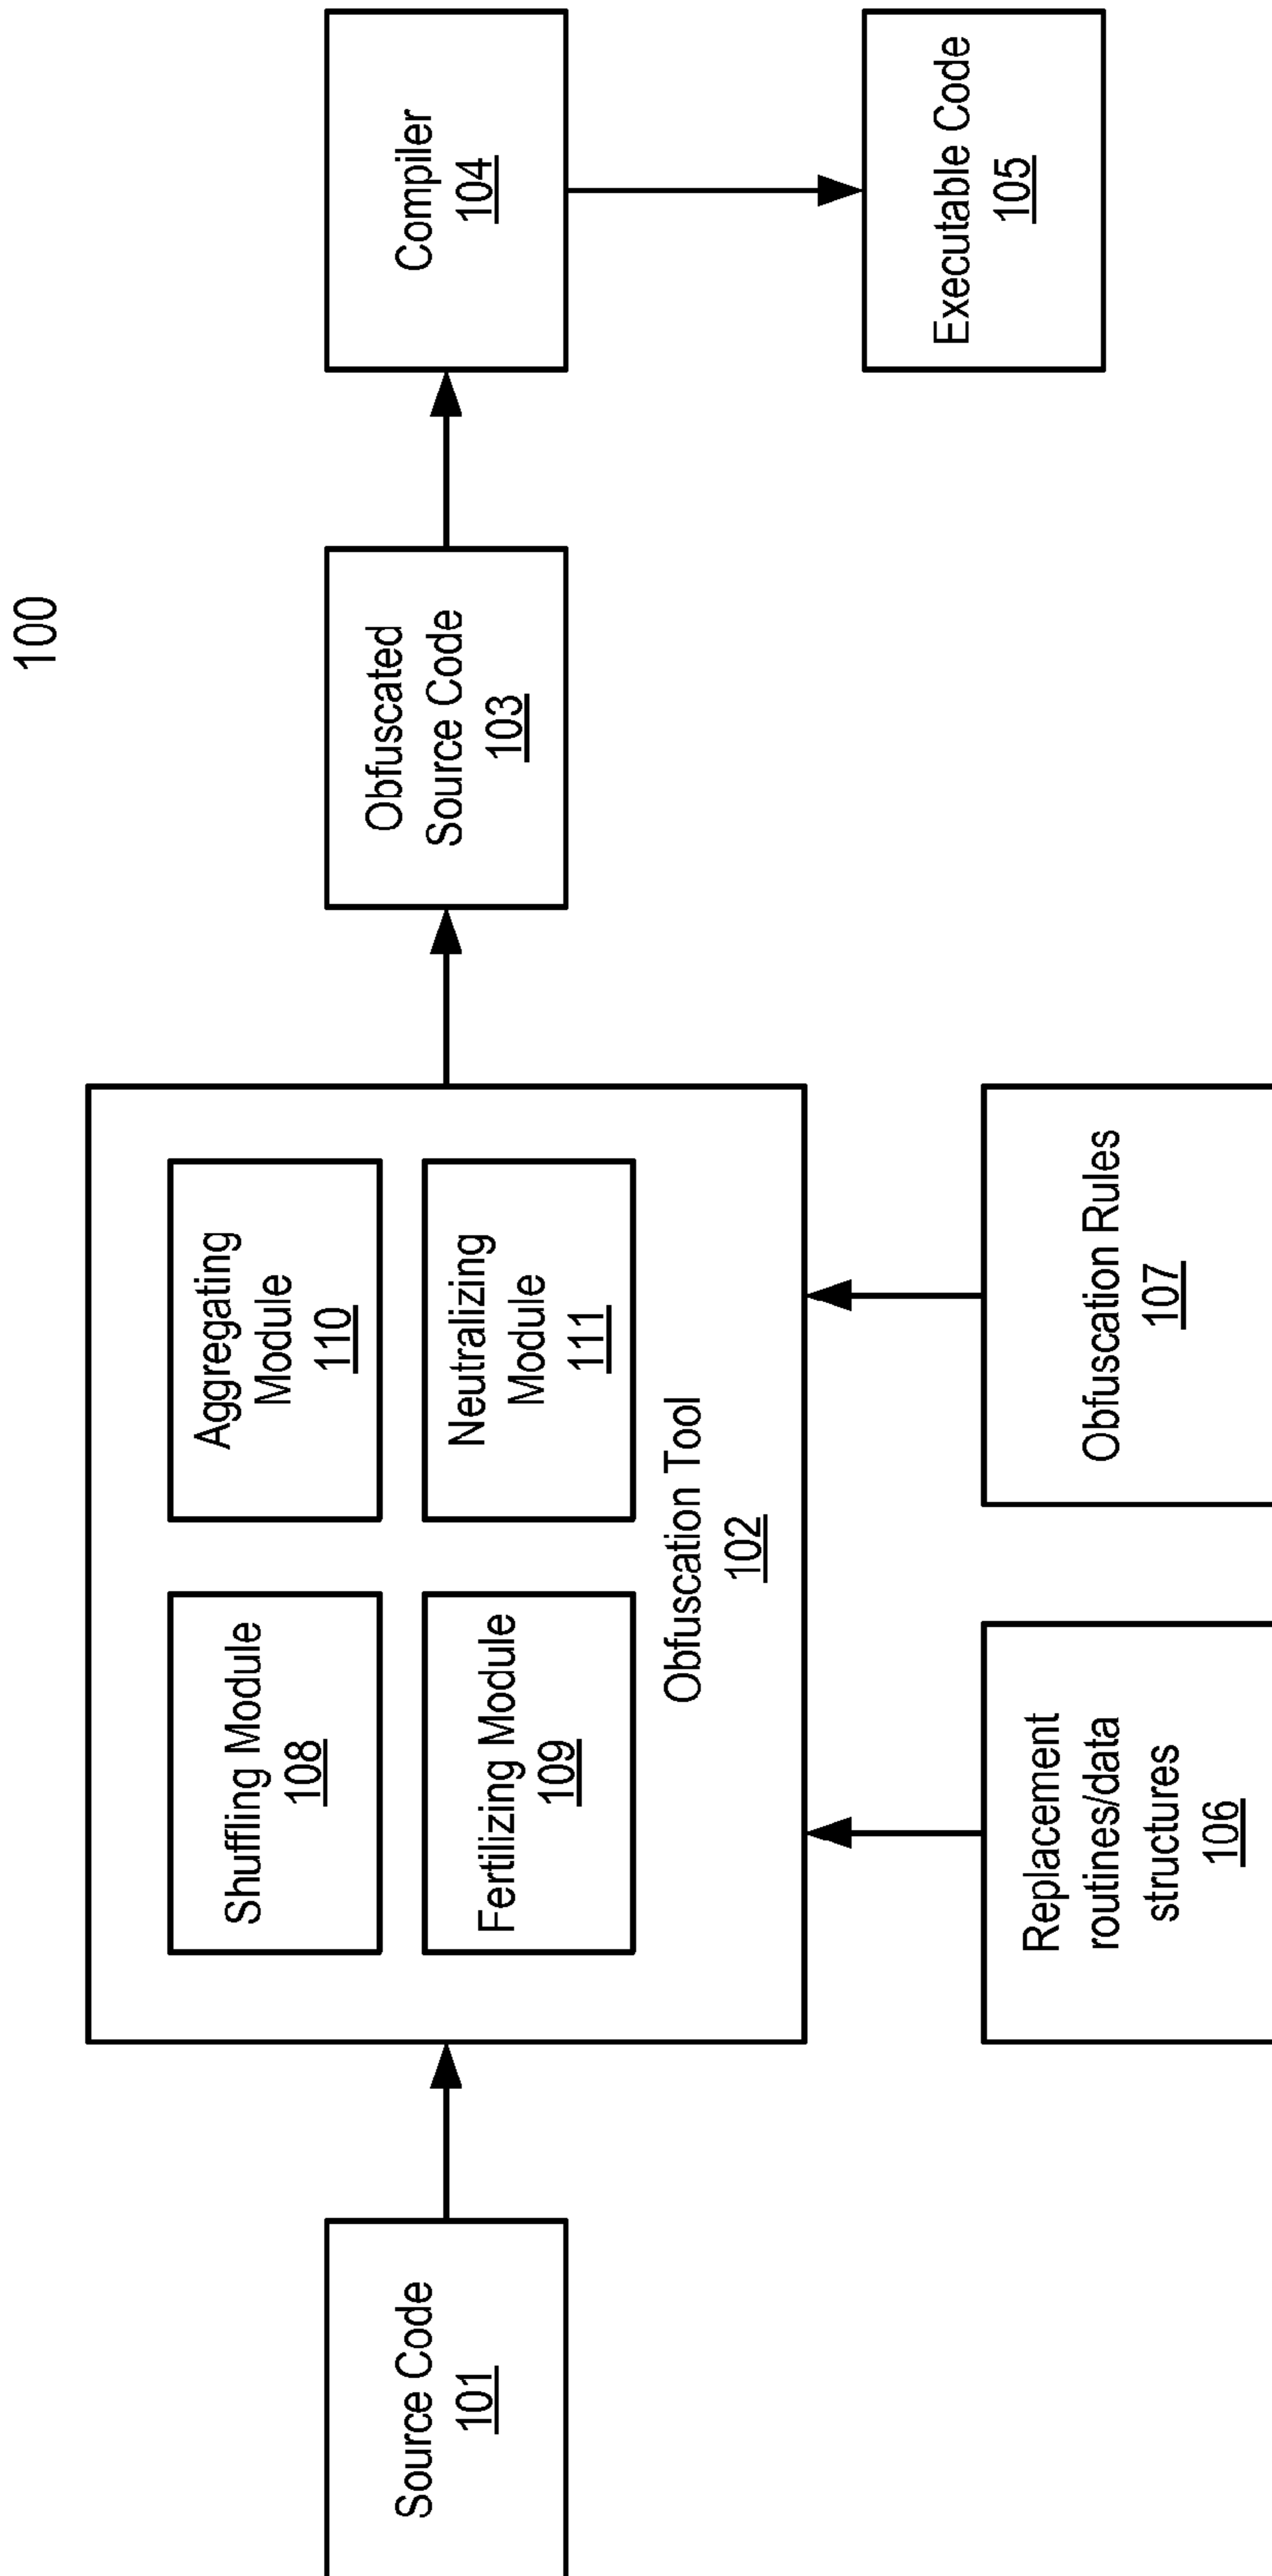 100
Source Code
101
Shuffling Module
108
Aggregating
Module
110
Fertilizing Module
109
Neutralizing
Module
111
Obfuscation Tool
102
Obfuscated
Source Code
103
Compiler
104
Replacement
routines/data
structures
106
Obfuscation Rules
107
Executable Code
105